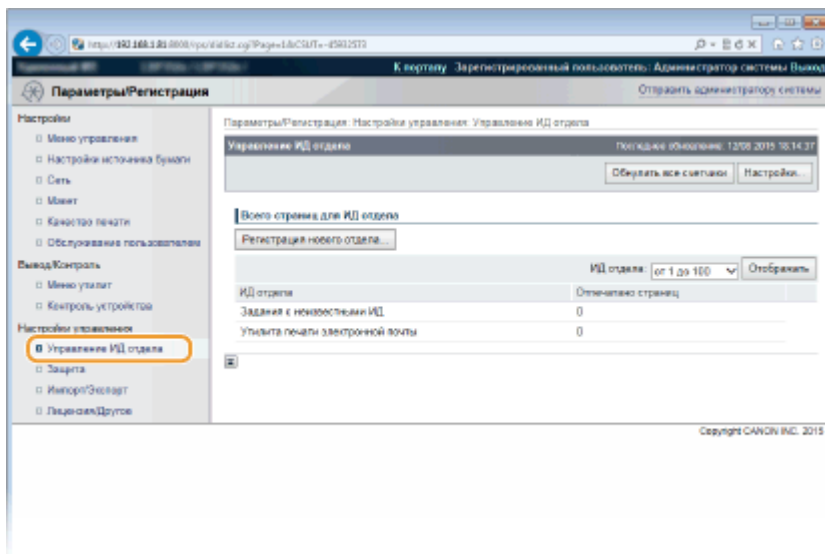 К порталу Зарегистрированный пользователь: Администратор системы Выход
Параметры/Регистрация
Отправить администратору системы
Настройки
Меню управления
Настройки источника бумаги
Сеть
Макет
Качество печати
Обслуживание пользователем
Вывод/Контроль
Меню утилит
Контроль устройства
Настройки управления
Управление ИД отдела
Защита
Импорт/Экспорт
Лицензия/Другое
Параметры/Регистрация: Настройки управления: Управление ИД отдела
Управление ИД отдела
Последнее обновление: 12/08 2015 18:14:37
Обнулить все счетчики
Настройки...
Всего страниц для ИД отдела
Регистрация нового отдела...
ИД отдела: от 1 до 100 Отображать
ИД отдела Отпечатано страниц
Задания с неизвестными ИД 0
Утилита печати электронной почты 0
Copyright CANON INC. 2015